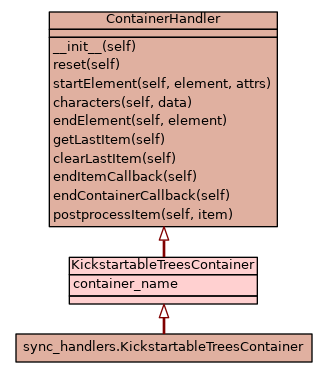 ContainerHandler
__init__(self)
reset(self)
startElement(self, element, attrs)
characters(self, data)
endElement(self, element)
getLastItem(self)
clearLastItem(self)
endItemCallback(self)
endContainerCallback(self)
postprocessItem(self, item)
KickstartableTreesContainer
container_name
sync_handlers.KickstartableTreesContainer